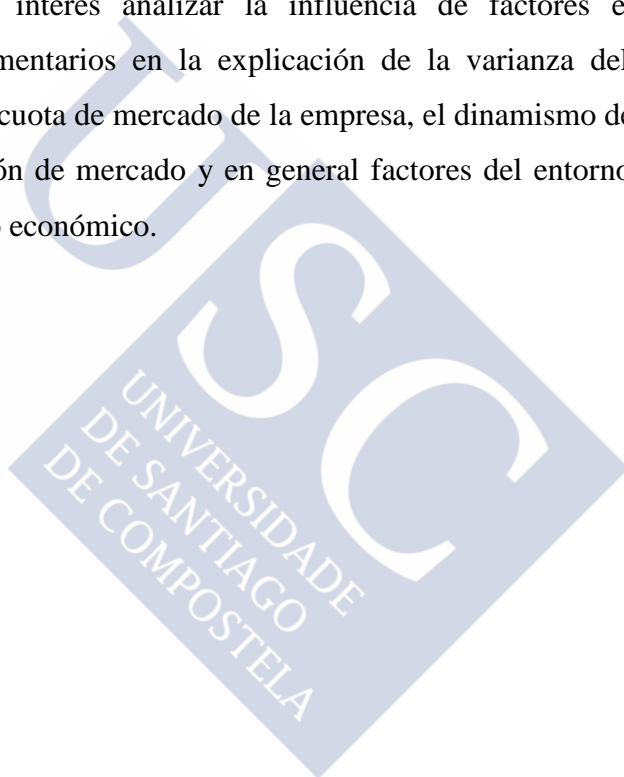 interés analizar la influencia de factores e
mentarios en la explicación de la varianza del
cuota de mercado de la empresa, el dinamismo de
ón de mercado y en general factores del entorno
económico.
USC
UNIVERSIDADE
DE SANTIAGO
DE COMPOSTELA